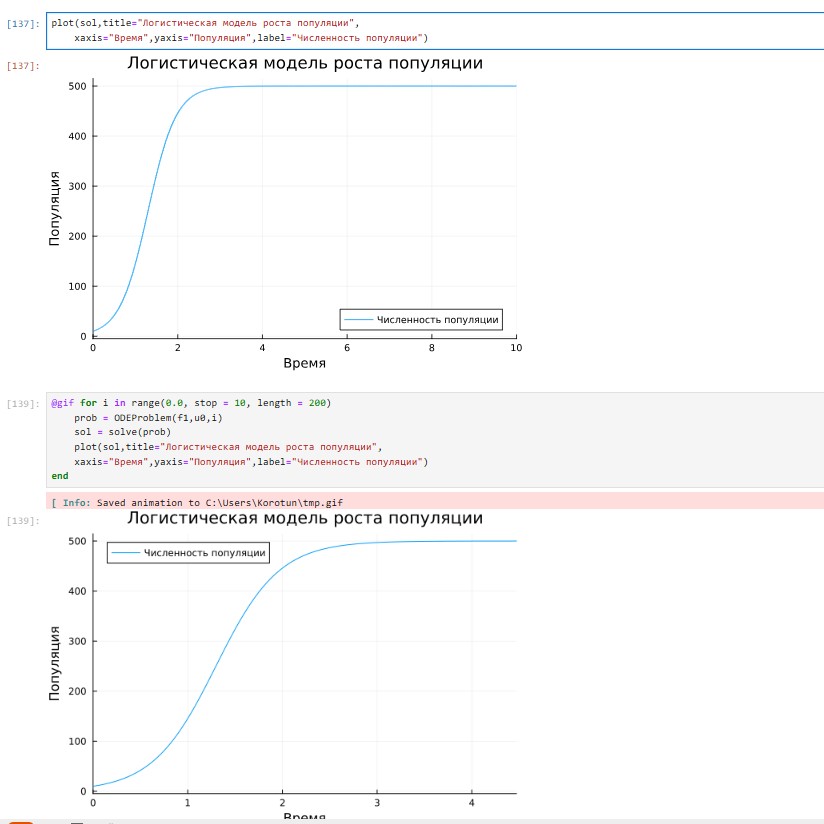 [137]: plot(sol,title="Логистическая модель роста популяции",
xaxis="Время",yaxis="Популяция",label="Численность популяции")
[137]:
Логистическая модель роста популяции
500
400
300
200
100
0
Популяция
Численность популяции
0 2 4 6 8 10
Время
[139]: @gif for i in range(0.0, stop = 10, length = 200)
prob = ODEProblem(f1,u0,i)
sol = solve(prob)
plot(sol,title="Логистическая модель роста популяции",
xaxis="Время",yaxis="Популяция",label="Численность популяции")
end
[ Info: Saved animation to C:\Users\Korotun\tmp.gif
[139]:
Логистическая модель роста популяции
500
Численность популяции
400
300
200
100
0
Популяция
0 1 2 3 4
Время